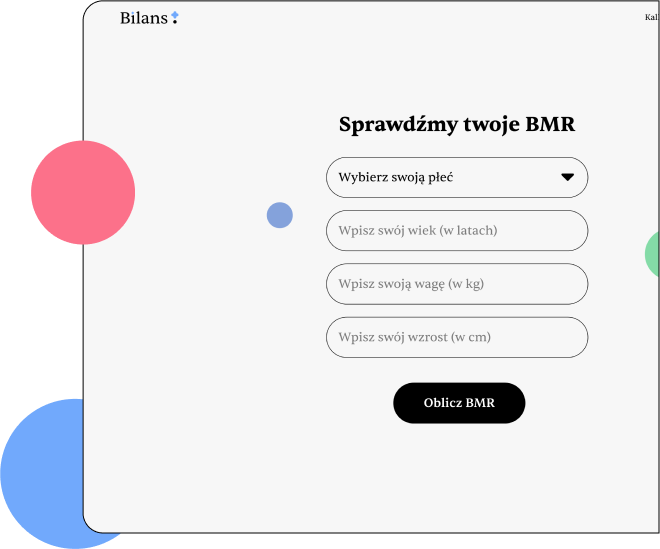 Bilans
Kal
Sprawdźmy twoje BMR
Wybierz swoją płeć
Wpisz swój wiek (w latach)
Wpisz swoją wagę (w kg)
Wpisz swój wzrost (w cm)
Oblicz BMR